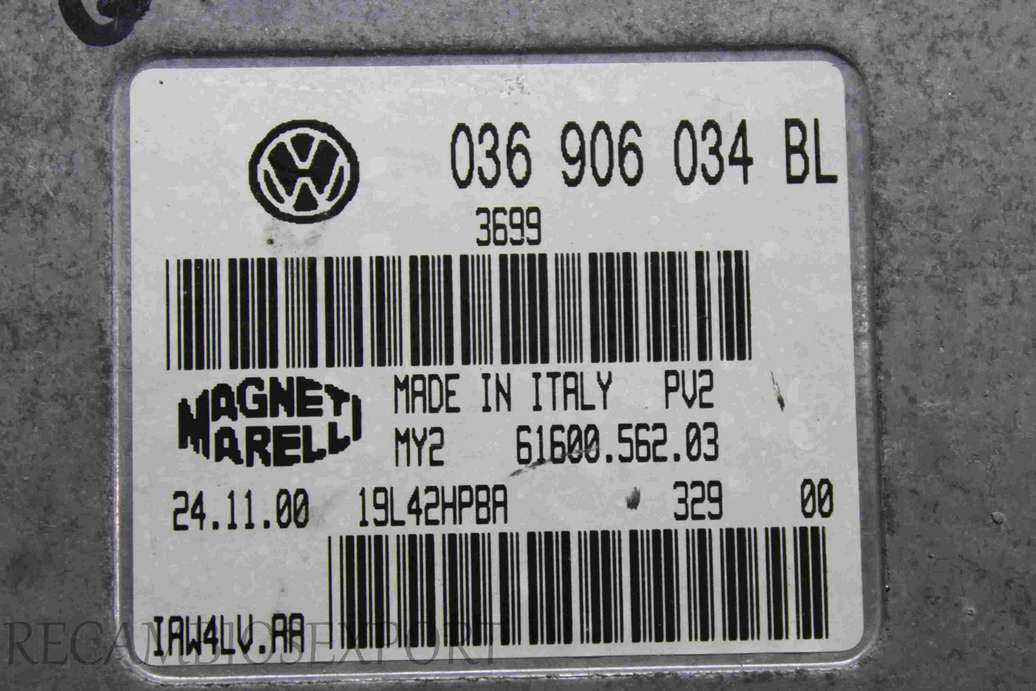 036 906 034 BL
3699
MAGNETI MADE IN ITALY PV2
MARELLI MY2 61600.562.03
24.11.00 19L42HPBA 329 00
IAW4LV.AA
RECAMBIOSEXPORT